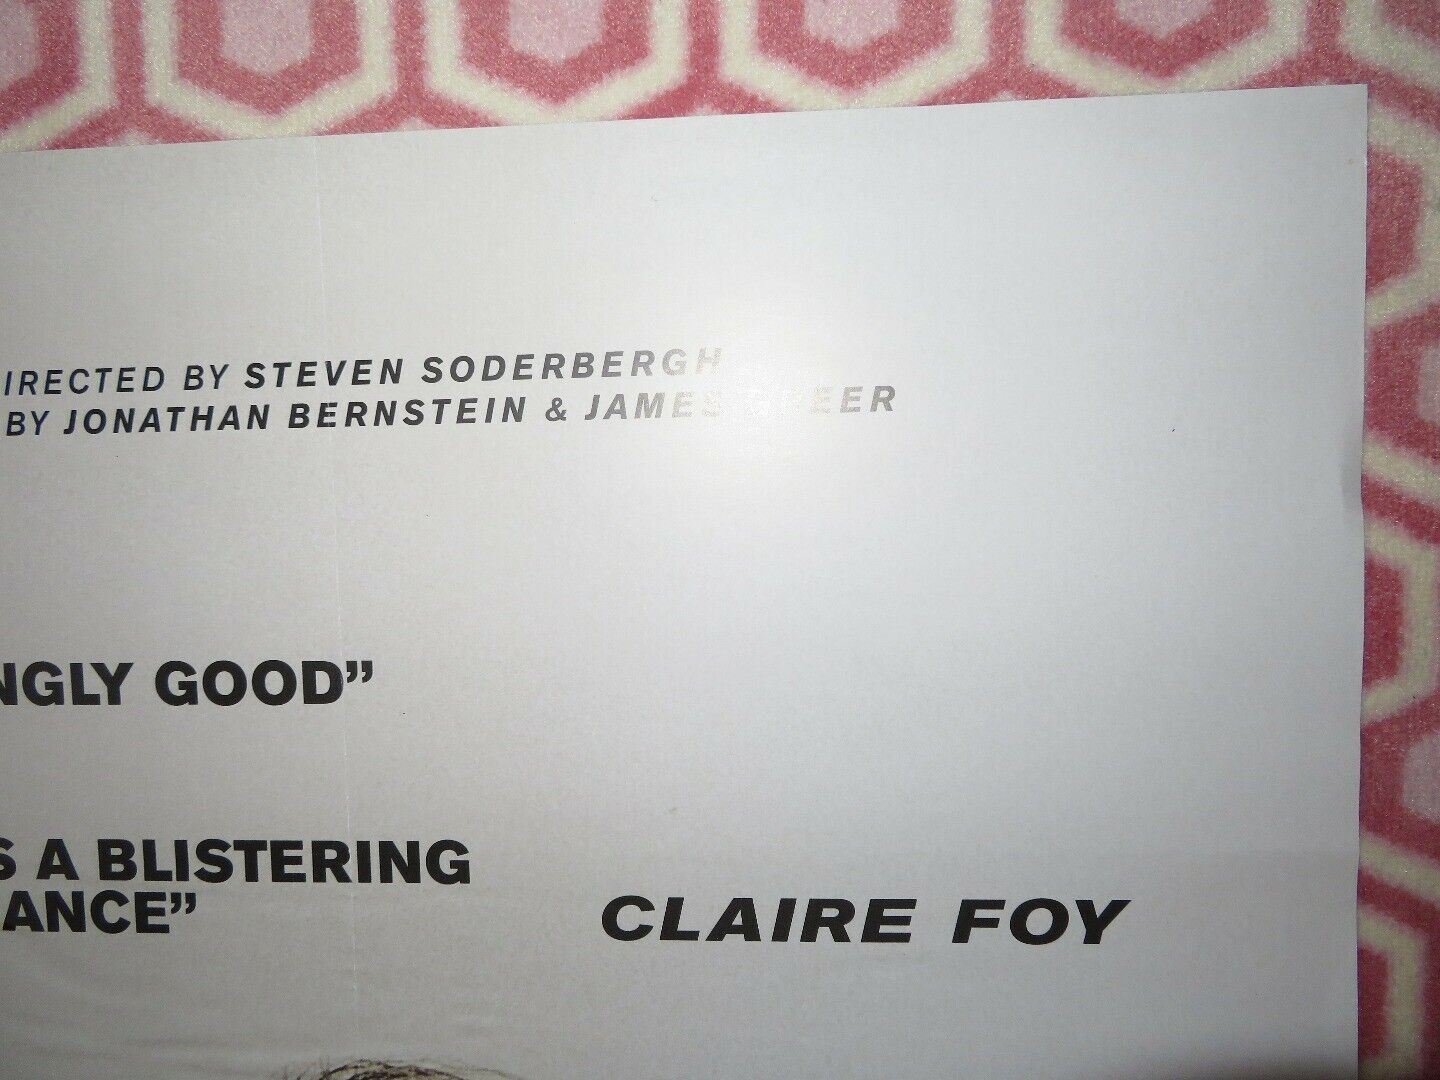 IRECTED BY STEVEN SODERBERGH
BY JONATHAN BERNSTEIN & JAMES
NGLY GOOD”
S A BLISTERING
ANCE”
CLAIRE FOY